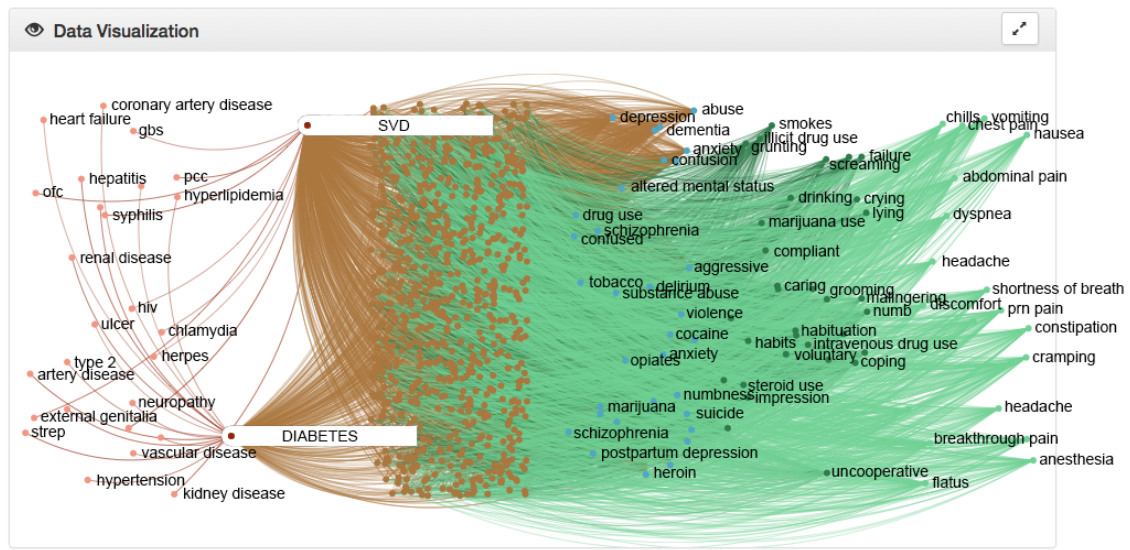 Data Visualization
coronary artery disease
heart failure
gbs
SVD
hepatitis
pcc
ofc
hyperlipidemia
syphilis
renal disease
hiv
ulcer
chlamydia
herpes
type 2
artery disease
neuropathy
external genitalia
strep
DIABETES
vascular disease
hypertension
kidney disease
abuse
depression
dementia
anxiety
confusion
altered mental status
drug use
schizophrenia
confused
aggressive
tobacco
delirium
substance abuse
violence
cocaine
anxiety
opiates
numbness
marijuana
suicide
schizophrenia
postpartum depression
heroin
smokes
illicit drug use
grunting
failure
screaming
drinking
crying
lying
marijuana use
compliant
caring
grooming
malingering
numb
discomfort
habituation
habits
intravenous drug use
voluntary
coping
steroid use
impression
uncooperative
flatus
chills
vomiting
chest pain
nausea
abdominal pain
dyspnea
headache
shortness of breath
prn pain
constipation
cramping
headache
breakthrough pain
anesthesia